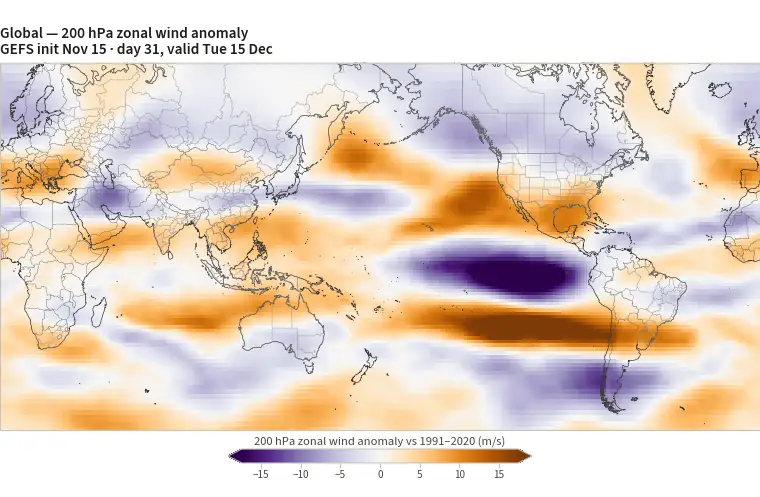 Global — 200 hPa zonal wind anomaly
GEFS init Nov 15 · day 31, valid Tue 15 Dec
200 hPa zonal wind anomaly vs 1991–2020 (m/s)
−15 −10 −5 0 5 10 15